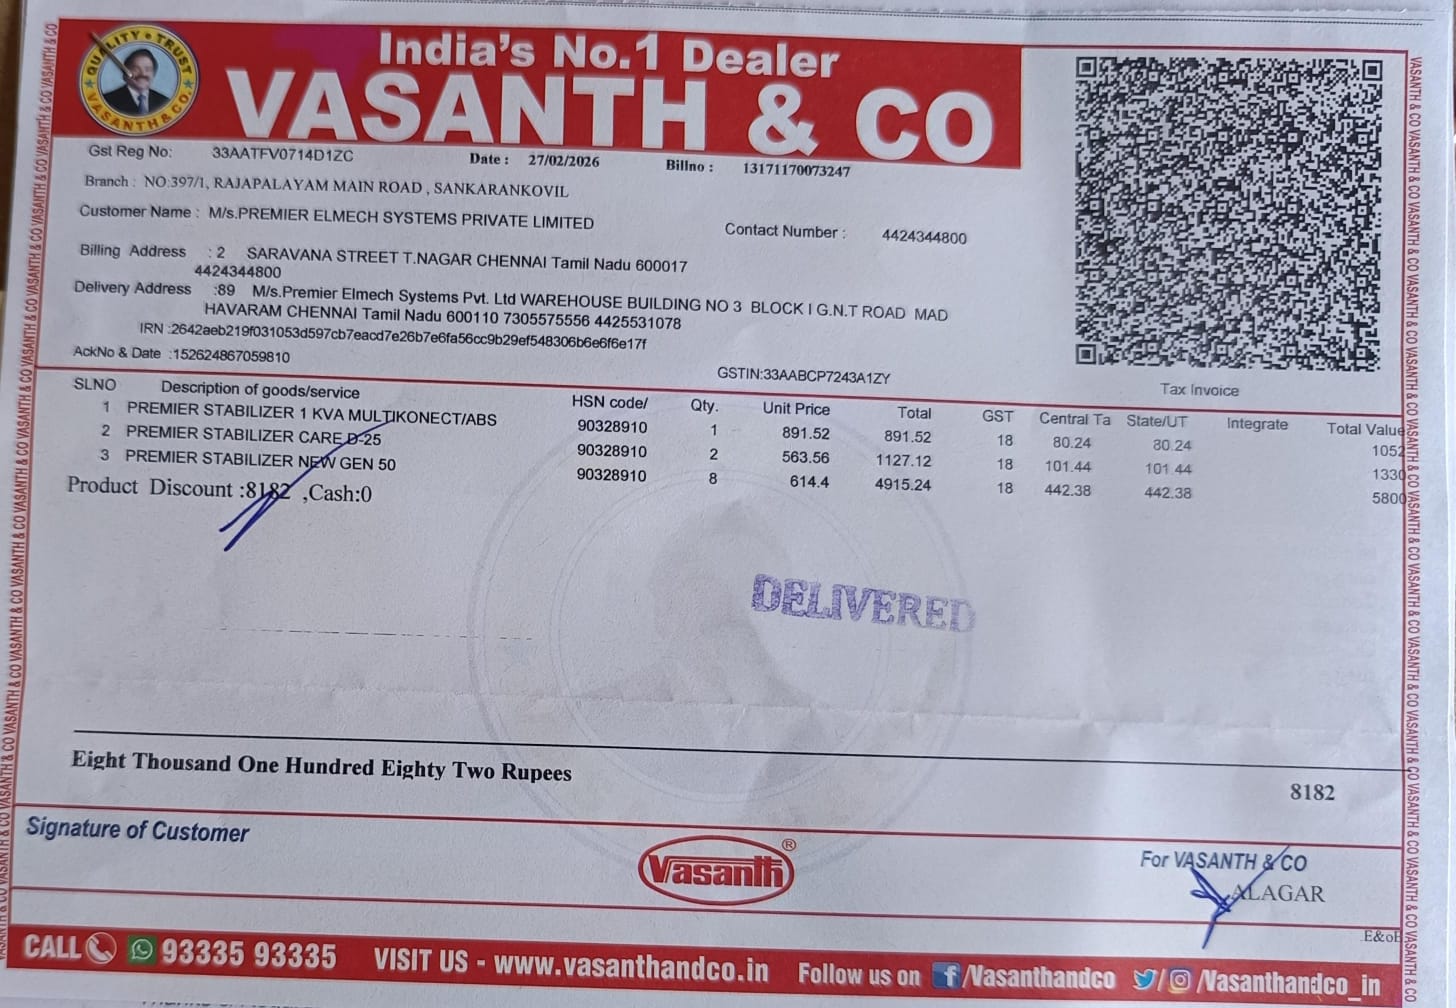 India's No.1 Dealer
VASANTH & CO
QUALITY • TRUST
VASANTH & CO
Gst Reg No: 33AATFV0714D1ZC Date : 27/02/2026 Billno : 13171170073247
Branch : NO:397/1, RAJAPALAYAM MAIN ROAD , SANKARANKOVIL
Customer Name : M/s.PREMIER ELMECH SYSTEMS PRIVATE LIMITED Contact Number : 4424344800
Billing Address : 2 SARAVANA STREET T.NAGAR CHENNAI Tamil Nadu 600017
4424344800
Delivery Address :89 M/s.Premier Elmech Systems Pvt. Ltd WAREHOUSE BUILDING NO 3 BLOCK I G.N.T ROAD MAD
HAVARAM CHENNAI Tamil Nadu 600110 7305575556 4425531078
IRN :2642aeb219f031053d597cb7eacd7e26b7e6fa56cc9b29ef548306b6e6f6e17f
AckNo & Date :152624867059810
GSTIN:33AABCP7243A1ZY
Tax Invoice
SLNO Description of goods/service HSN code/ Qty. Unit Price Total GST Central Ta State/UT Integrate Total Value
1 PREMIER STABILIZER 1 KVA MULTIKONECT/ABS 90328910 1 891.52 891.52 18 80.24 80.24 1052
2 PREMIER STABILIZER CARE D-25 90328910 2 563.56 1127.12 18 101.44 101.44 1330
3 PREMIER STABILIZER NEW GEN 50 90328910 8 614.4 4915.24 18 442.38 442.38 5800
Product Discount :8182 ,Cash:0
DELIVERED
Eight Thousand One Hundred Eighty Two Rupees
8182
Signature of Customer
Vasanth ®
For VASANTH & CO
ALAGAR
E&oE
CALL 93335 93335 VISIT US - www.vasanthandco.in Follow us on f/Vasanthandco /Vasanthandco_in